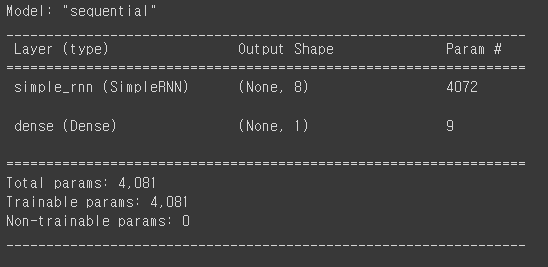 Model: "sequential"
_________________________________________________________________
Layer (type) Output Shape Param #
=================================================================
simple_rnn (SimpleRNN) (None, 8) 4072
dense (Dense) (None, 1) 9
=================================================================
Total params: 4,081
Trainable params: 4,081
Non-trainable params: 0
_________________________________________________________________